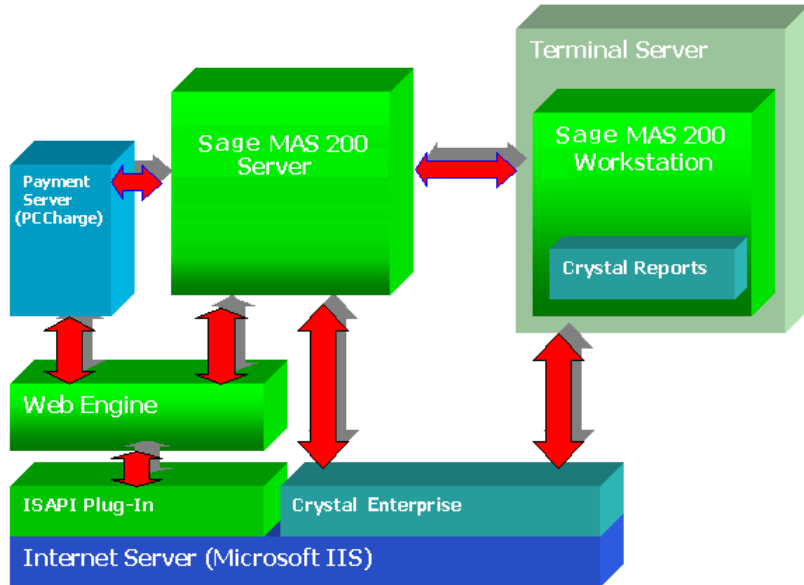 Terminal Server
Sage MAS 200
Server
Sage MAS 200
Workstation
Payment
Server
(PCCharge)
Crystal Reports
Web Engine
ISAPI Plug-In
Crystal Enterprise
Internet Server (Microsoft IIS)